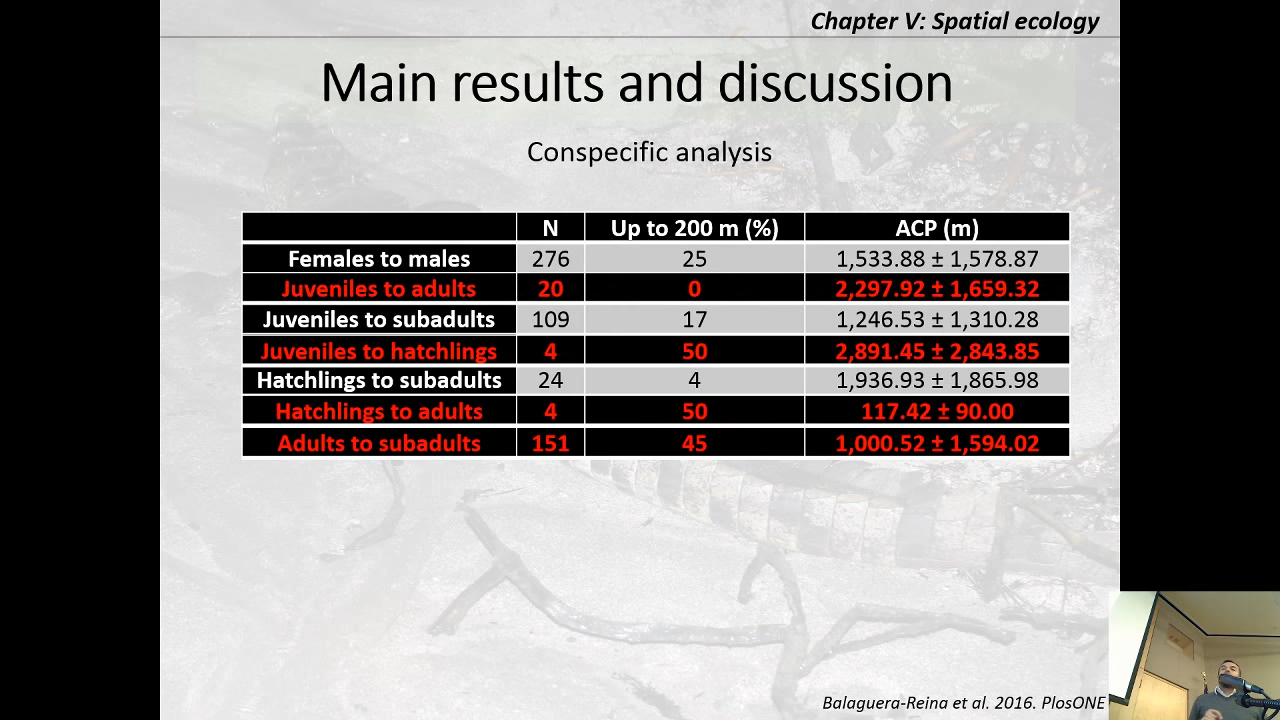 Chapter V: Spatial ecology
Main results and discussion
Conspecific analysis
N Up to 200 m (%) ACP (m)
Females to males 276 25 1,533.88 ± 1,578.87
Juveniles to adults 20 0 2,297.92 ± 1,659.32
Juveniles to subadults 109 17 1,246.53 ± 1,310.28
Juveniles to hatchlings 4 50 2,891.45 ± 2,843.85
Hatchlings to subadults 24 4 1,936.93 ± 1,865.98
Hatchlings to adults 4 50 117.42 ± 90.00
Adults to subadults 151 45 1,000.52 ± 1,594.02
Balaguera-Reina et al. 2016. PlosONE